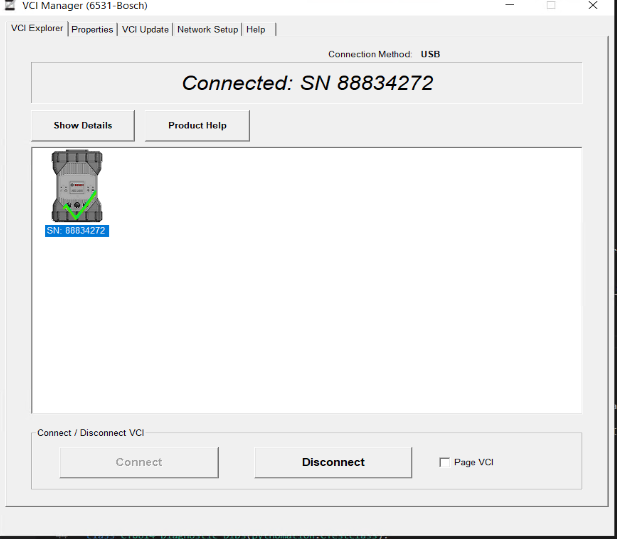 VCI Manager (6531-Bosch)
VCI Explorer Properties VCI Update Network Setup Help
Connection Method: USB
Connected: SN 88834272
Show Details Product Help
SN: 88834272
Connect / Disconnect VCI
Connect Disconnect Page VCI